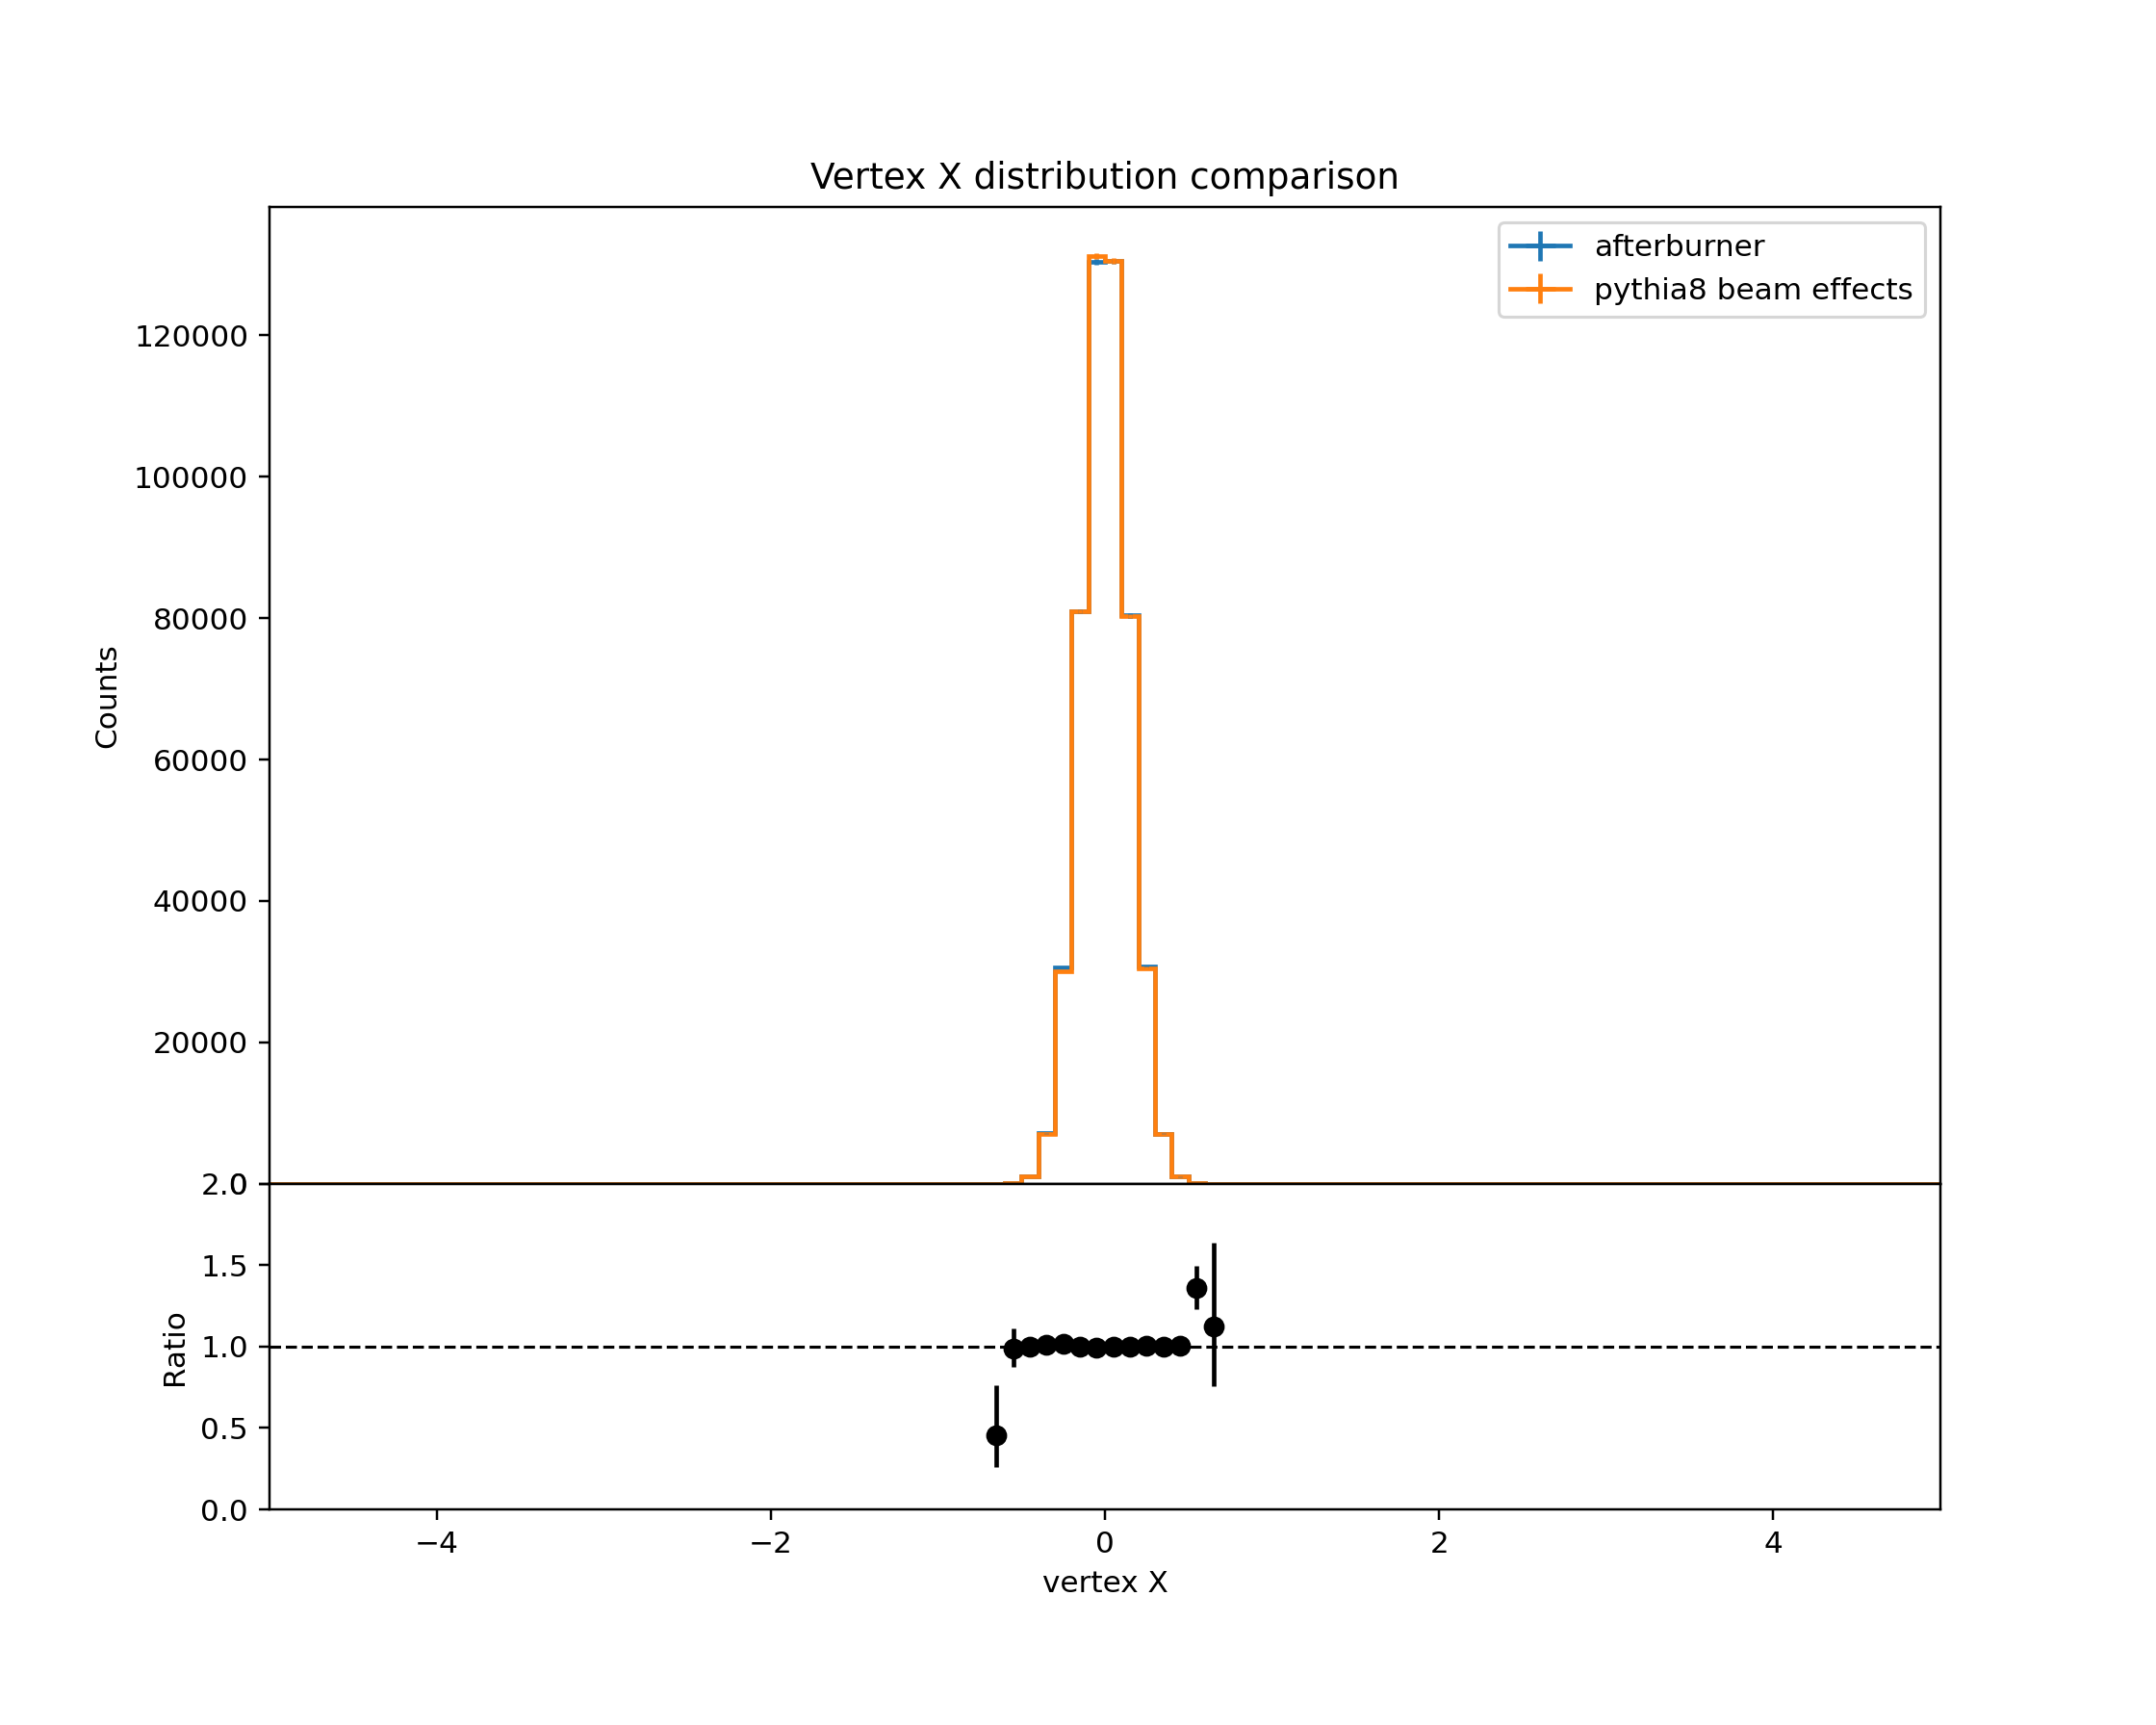 Vertex X distribution comparison
afterburner
pythia8 beam effects
Counts
120000
100000
80000
60000
40000
20000
2.0
1.5
1.0
0.5
0.0
Ratio
−4
−2
0
2
4
vertex X